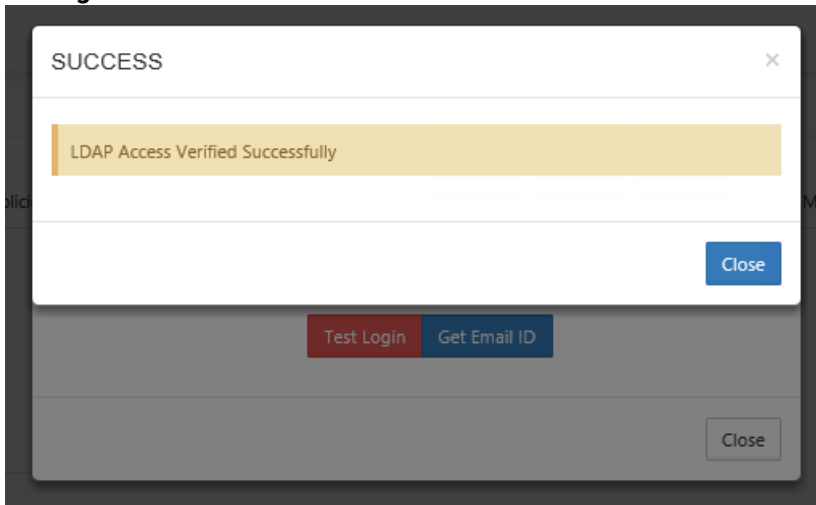 SUCCESS ×
LDAP Access Verified Successfully
Close
Test Login Get Email ID
Close